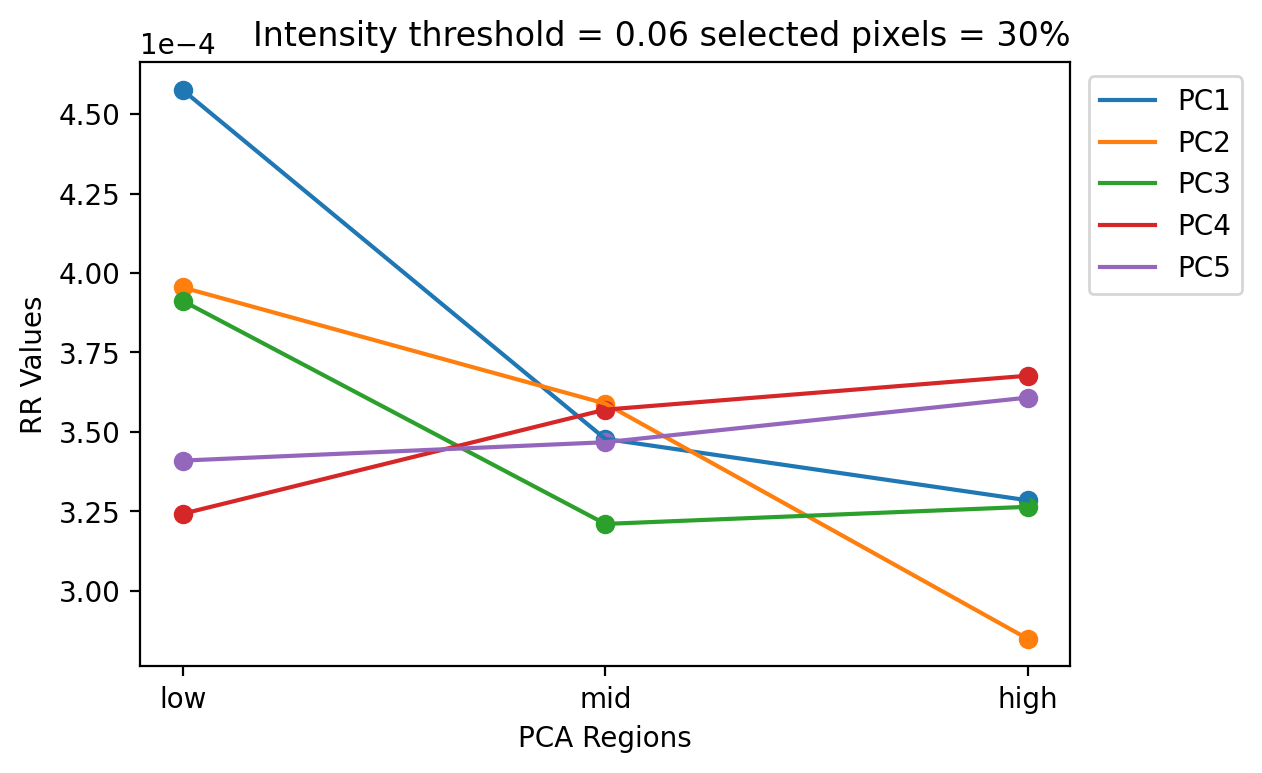 1e−4
Intensity threshold = 0.06 selected pixels = 30%
4.50
4.25
4.00
3.75
3.50
3.25
3.00
RR Values
low
mid
high
PCA Regions
PC1
PC2
PC3
PC4
PC5